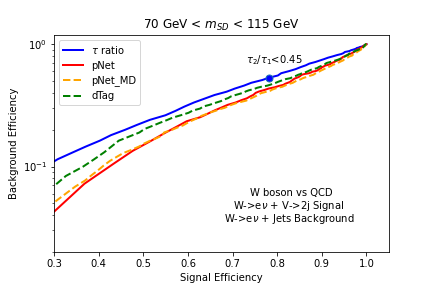 70 GeV < m_SD < 115 GeV
10⁰
10⁻¹
Background Efficiency
τ ratio
pNet
pNet_MD
dTag
τ₂/τ₁<0.45
W boson vs QCD
W->eν + V->2j Signal
W->eν + Jets Background
0.3 0.4 0.5 0.6 0.7 0.8 0.9 1.0
Signal Efficiency